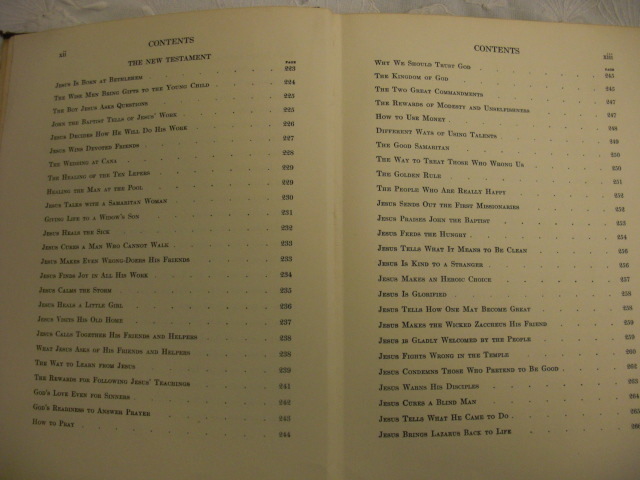 xii
CONTENTS
THE NEW TESTAMENT
PAGE
Jesus Is Born at Bethlehem . . . . 223
The Wise Men Bring Gifts to the Young Child . . . . 224
The Boy Jesus Asks Questions . . . . 225
John the Baptist Tells of Jesus' Work . . . . 225
Jesus Decides How He Will Do His Work . . . . 226
Jesus Wins Devoted Friends . . . . 227
The Wedding at Cana . . . . 228
The Healing of the Ten Lepers . . . . 229
Healing the Man at the Pool . . . . 229
Jesus Talks with a Samaritan Woman . . . . 230
Giving Life to a Widow's Son . . . . 231
Jesus Heals the Sick . . . . 232
Jesus Cures a Man Who Cannot Walk . . . . 233
Jesus Makes Even Wrong-Doers His Friends . . . . 233
Jesus Finds Joy in All His Work . . . . 234
Jesus Calms the Storm . . . . 235
Jesus Heals a Little Girl . . . . 236
Jesus Visits His Old Home . . . . 237
Jesus Calls Together His Friends and Helpers . . . . 238
What Jesus Asks of His Friends and Helpers . . . . 238
The Way to Learn from Jesus . . . . 239
The Rewards for Following Jesus' Teachings . . . . 241
God's Love Even for Sinners . . . . 242
God's Readiness to Answer Prayer . . . . 243
How to Pray . . . . 244
CONTENTS
xiii
PAGE
Why We Should Trust God . . . . 245
The Kingdom of God . . . . 245
The Two Great Commandments . . . . 247
The Rewards of Modesty and Unselfishness . . . . 247
How to Use Money . . . . 248
Different Ways of Using Talents . . . . 249
The Good Samaritan . . . . 250
The Way to Treat Those Who Wrong Us . . . . 250
The Golden Rule . . . . 251
The People Who Are Really Happy . . . . 252
Jesus Sends Out the First Missionaries . . . . 252
Jesus Praises John the Baptist . . . . 253
Jesus Feeds the Hungry . . . . 254
Jesus Tells What It Means to Be Clean . . . . 256
Jesus Is Kind to a Stranger . . . . 256
Jesus Makes an Heroic Choice . . . . 257
Jesus Is Glorified . . . . 258
Jesus Tells How One May Become Great . . . . 258
Jesus Makes the Wicked Zaccheus His Friend . . . . 259
Jesus is Gladly Welcomed by the People . . . . 259
Jesus Fights Wrong in the Temple . . . . 260
Jesus Condemns Those Who Pretend to Be Good . . . . 262
Jesus Warns His Disciples . . . . 263
Jesus Cures a Blind Man . . . . 264
Jesus Tells What He Came to Do . . . . 265
Jesus Brings Lazarus Back to Life . . . . 266